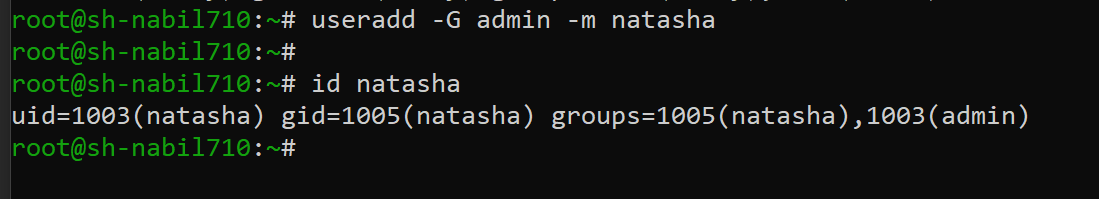 root@sh-nabil710:~# useradd -G admin -m natasha
root@sh-nabil710:~#
root@sh-nabil710:~# id natasha
uid=1003(natasha) gid=1005(natasha) groups=1005(natasha),1003(admin)
root@sh-nabil710:~#